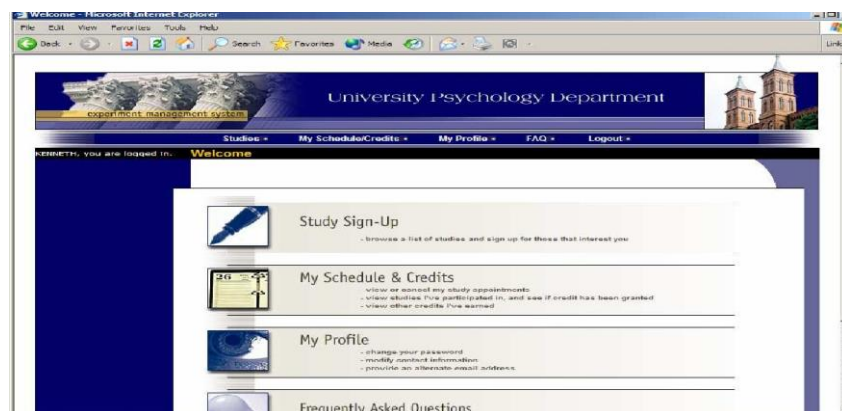 Welcome - Microsoft Internet Explorer
File Edit View Favorites Tools Help
Back Search Favorites Media
Link
University Psychology Department
experiment management system
Studies My Schedule/Credits My Profile FAQ Logout
KENNETH, you are logged in. Welcome
Study Sign-Up
- browse a list of studies and sign up for those that interest you
26
My Schedule & Credits
- view or cancel my study appointments
- view studies I've participated in, and see if credit has been granted
- view other credits I've earned
My Profile
- change your password
- modify contact information
- provide an alternate email address
Frequently Asked Questions